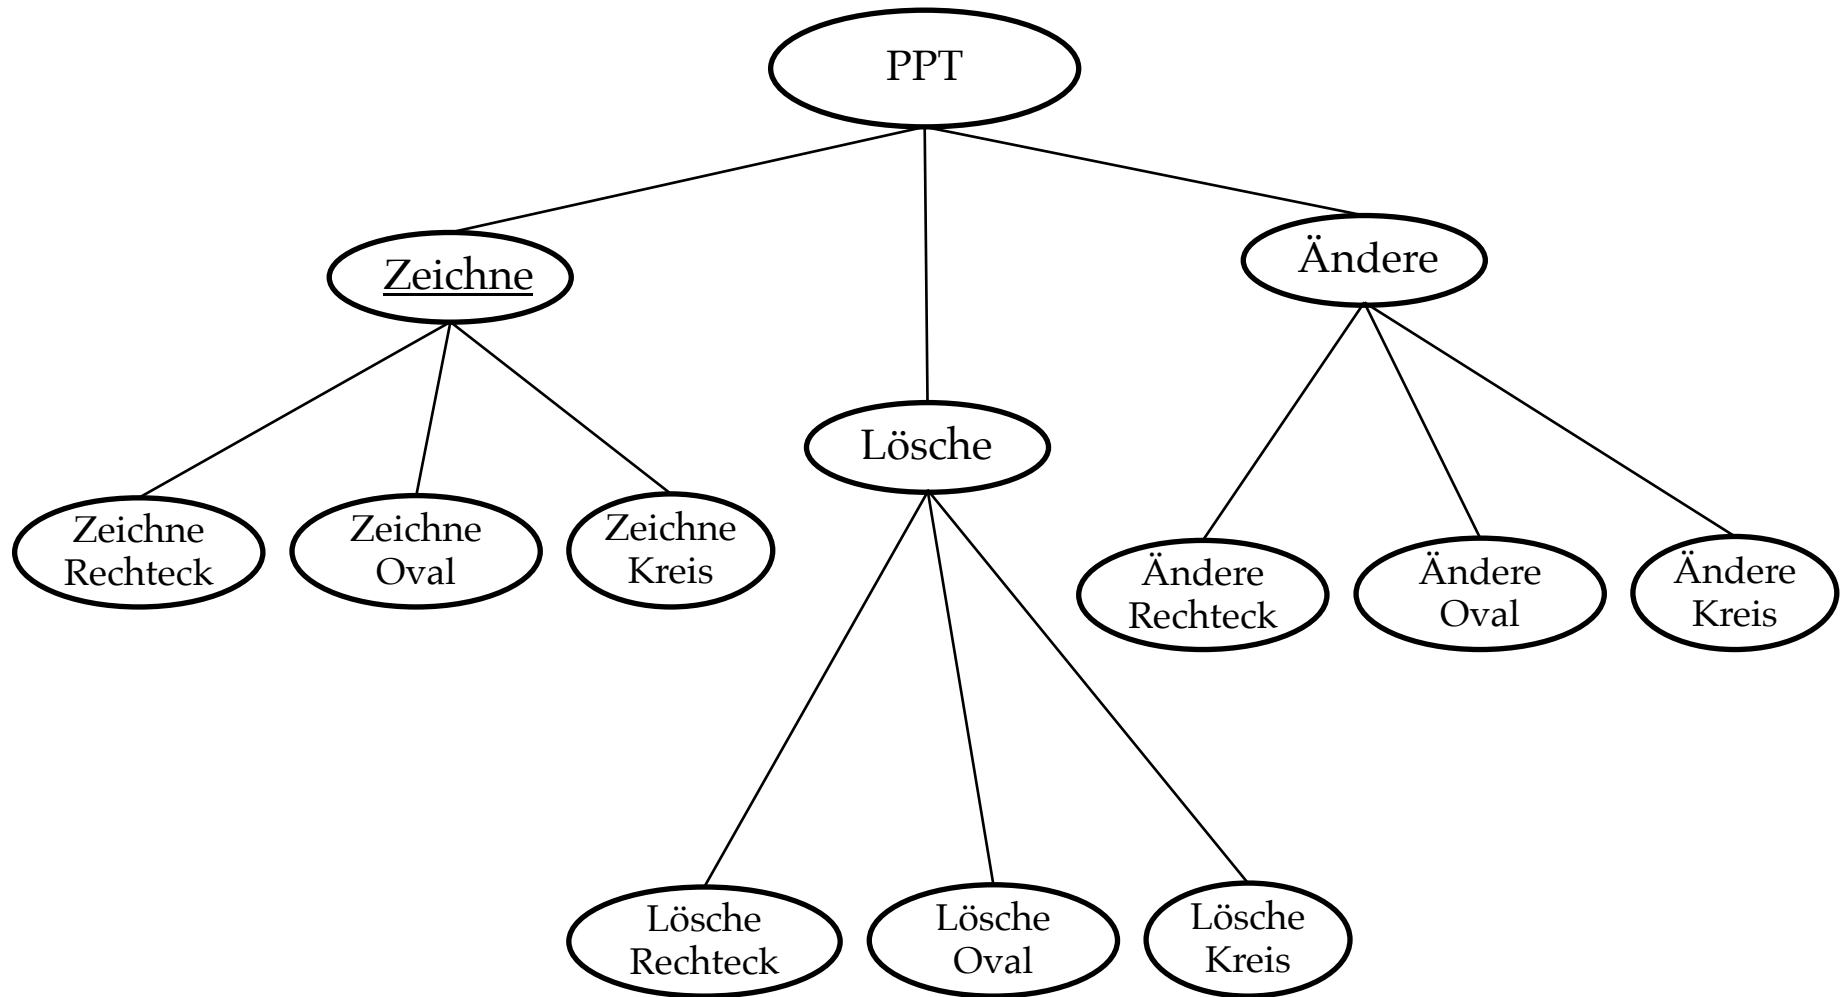 PPT
Zeichne
Ändere
Lösche
Zeichne
Rechteck
Zeichne
Oval
Zeichne
Kreis
Ändere
Rechteck
Ändere
Oval
Ändere
Kreis
Lösche
Rechteck
Lösche
Oval
Lösche
Kreis